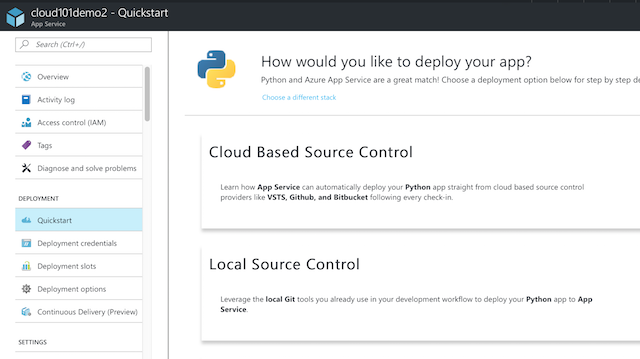 cloud101demo2 - Quickstart
App Service
Search (Ctrl+/)
Overview
Activity log
Access control (IAM)
Tags
Diagnose and solve problems
DEPLOYMENT
Quickstart
Deployment credentials
Deployment slots
Deployment options
Continuous Delivery (Preview)
SETTINGS
How would you like to deploy your app?
Python and Azure App Service are a great match! Choose a deployment option below for step by step de
Choose a different stack
Cloud Based Source Control
Learn how App Service can automatically deploy your Python app straight from cloud based source control
providers like VSTS, Github, and Bitbucket following every check-in.
Local Source Control
Leverage the local Git tools you already use in your development workflow to deploy your Python app to App
Service.